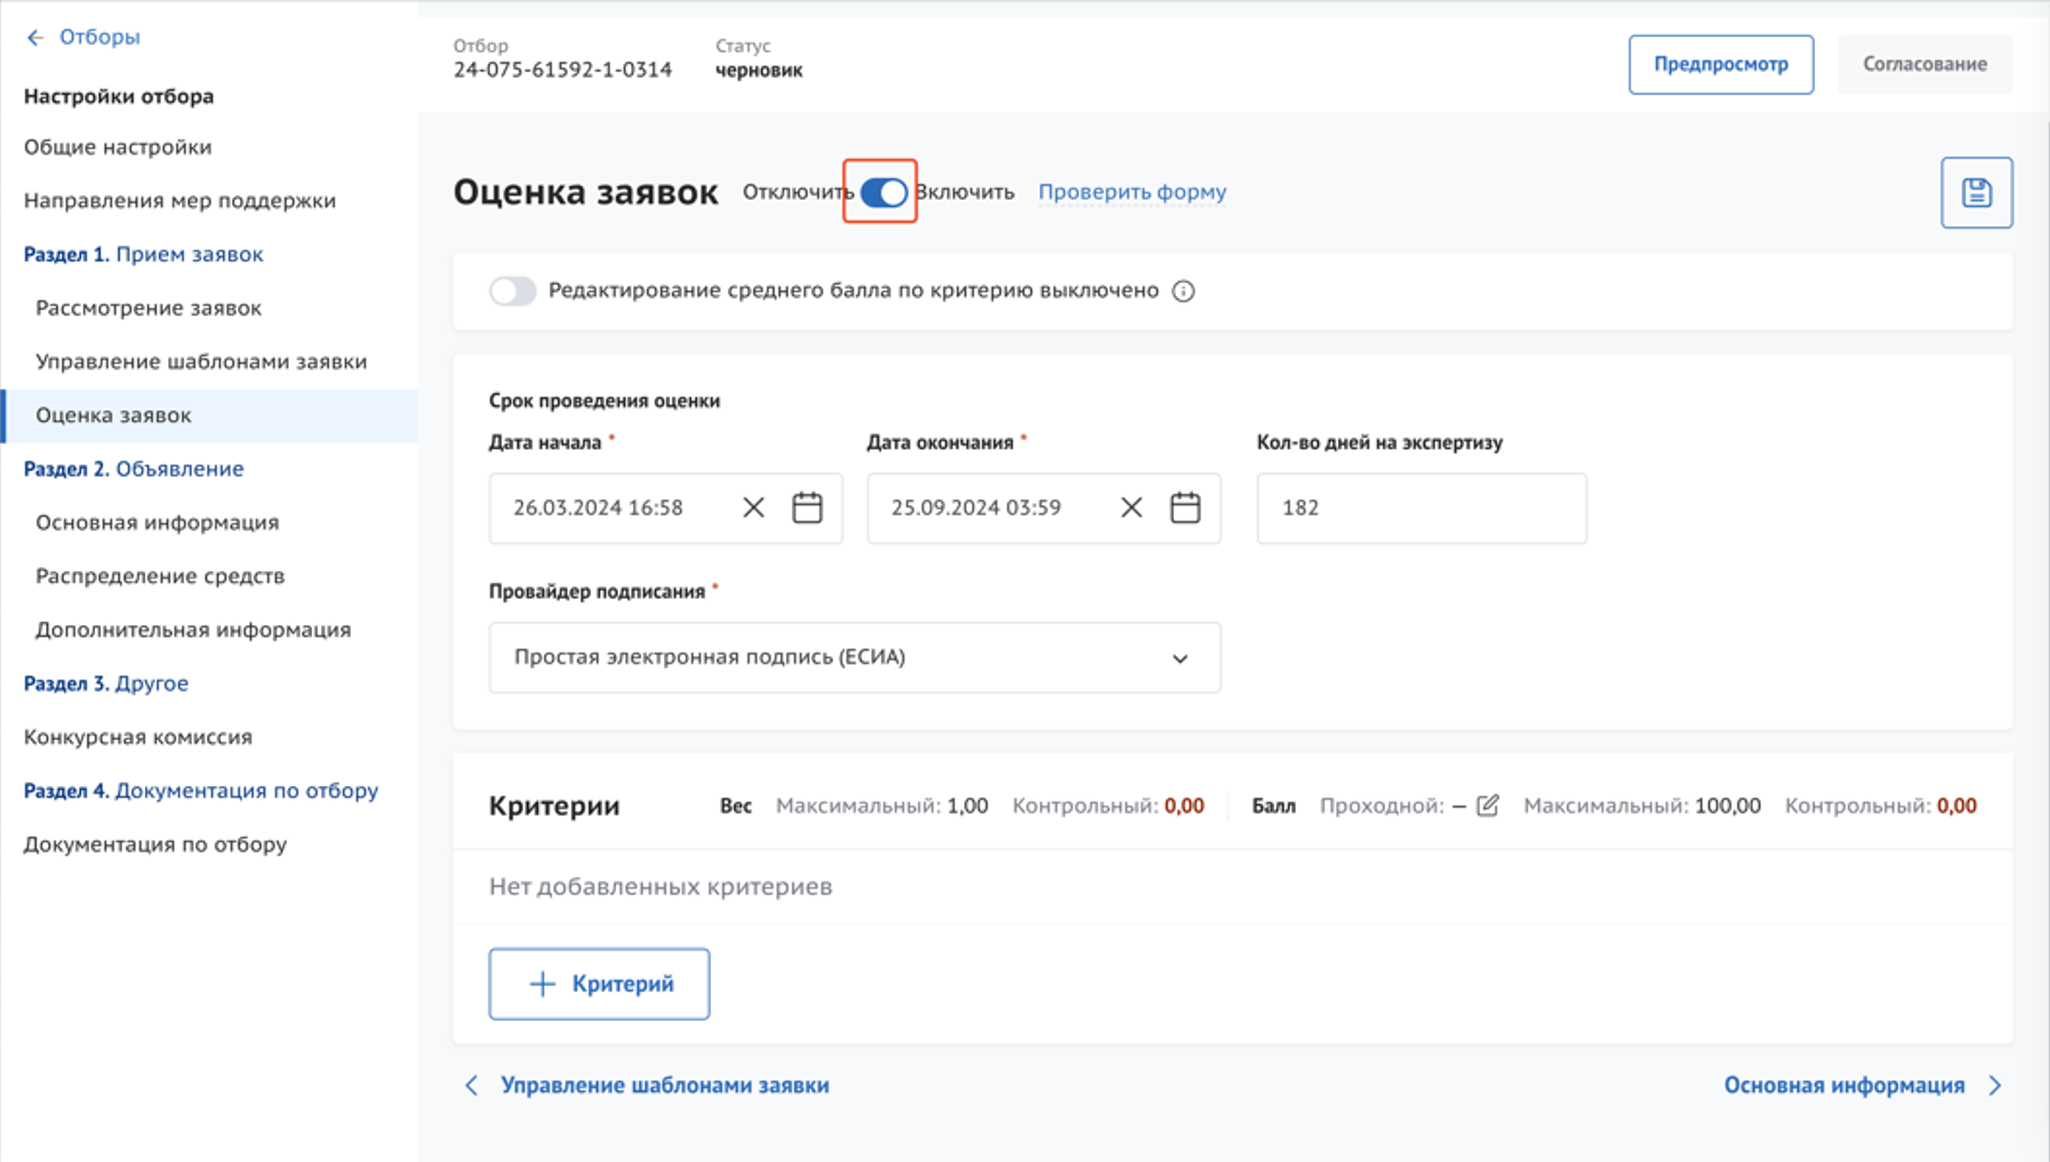 Отборы
Настройки отбора
Общие настройки
Направления мер поддержки
Раздел 1. Прием заявок
Рассмотрение заявок
Управление шаблонами заявки
Оценка заявок
Раздел 2. Объявление
Основная информация
Распределение средств
Дополнительная информация
Раздел 3. Другое
Конкурсная комиссия
Раздел 4. Документация по отбору
Документация по отбору
Отбор
24-075-61592-1-0314
Статус
черновик
Предпросмотр
Согласование
Оценка заявок Отключить Включить Проверить форму
Редактирование среднего балла по критерию выключено
Срок проведения оценки
Дата начала * Дата окончания * Кол-во дней на экспертизу
26.03.2024 16:58 25.09.2024 03:59 182
Провайдер подписания *
Простая электронная подпись (ЕСИА)
Критерии Вес Максимальный: 1,00 Контрольный: 0,00 Балл Проходной: — Максимальный: 100,00 Контрольный: 0,00
Нет добавленных критериев
Критерий
Управление шаблонами заявки Основная информация